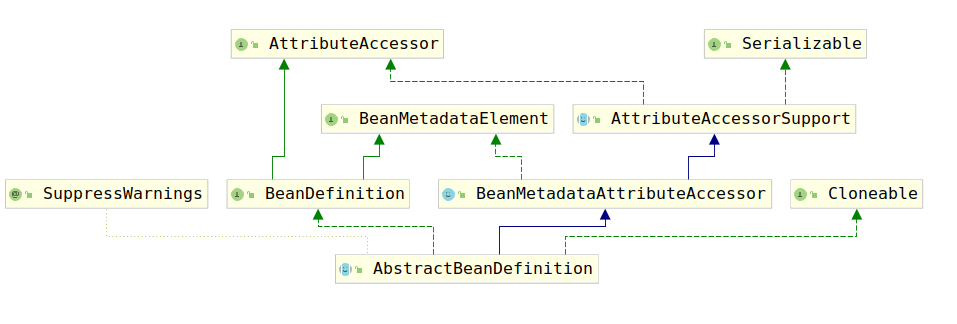 AttributeAccessor
Serializable
BeanMetadataElement
AttributeAccessorSupport
SuppressWarnings
BeanDefinition
BeanMetadataAttributeAccessor
Cloneable
AbstractBeanDefinition